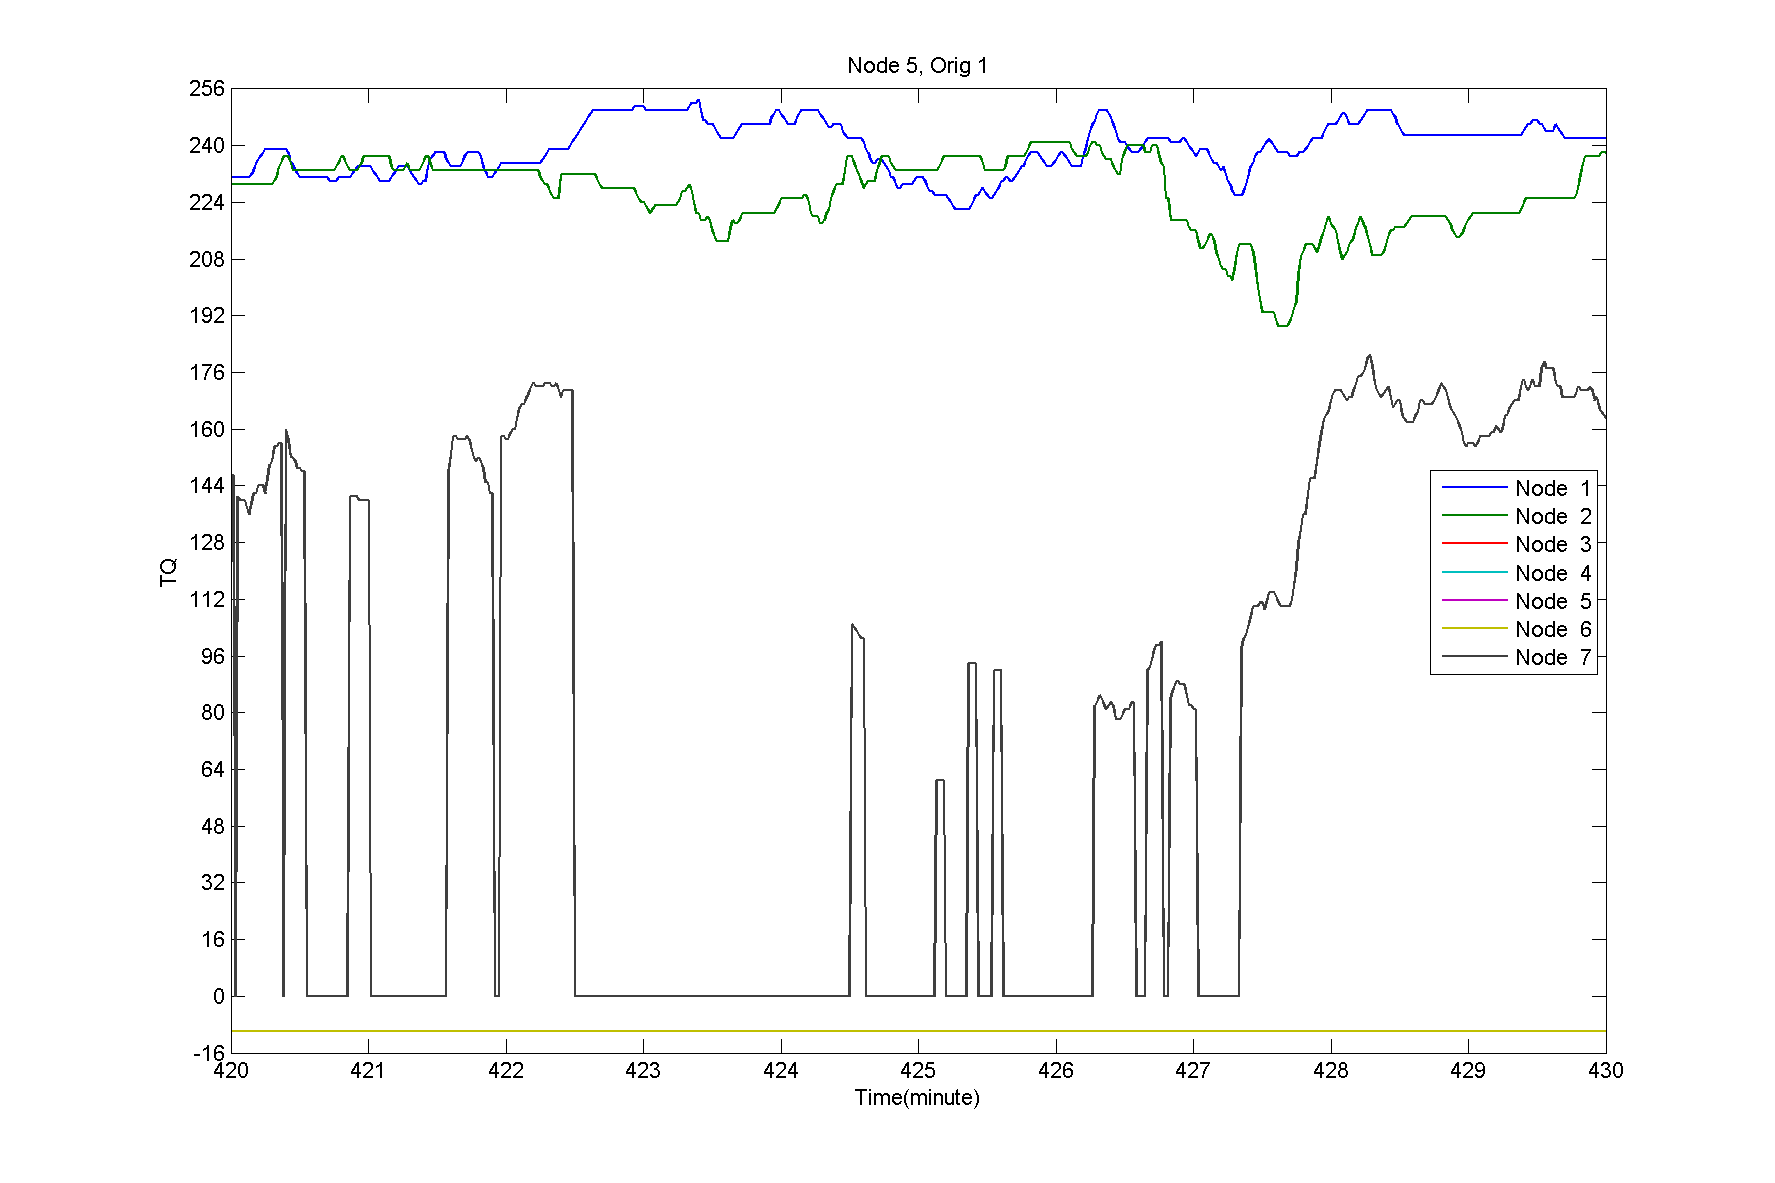 Node 5, Orig 1
256
240
224
208
192
176
160
144
128
112
96
80
64
48
32
16
0
-16
TQ
Node 1
Node 2
Node 3
Node 4
Node 5
Node 6
Node 7
420 421 422 423 424 425 426 427 428 429 430
Time(minute)